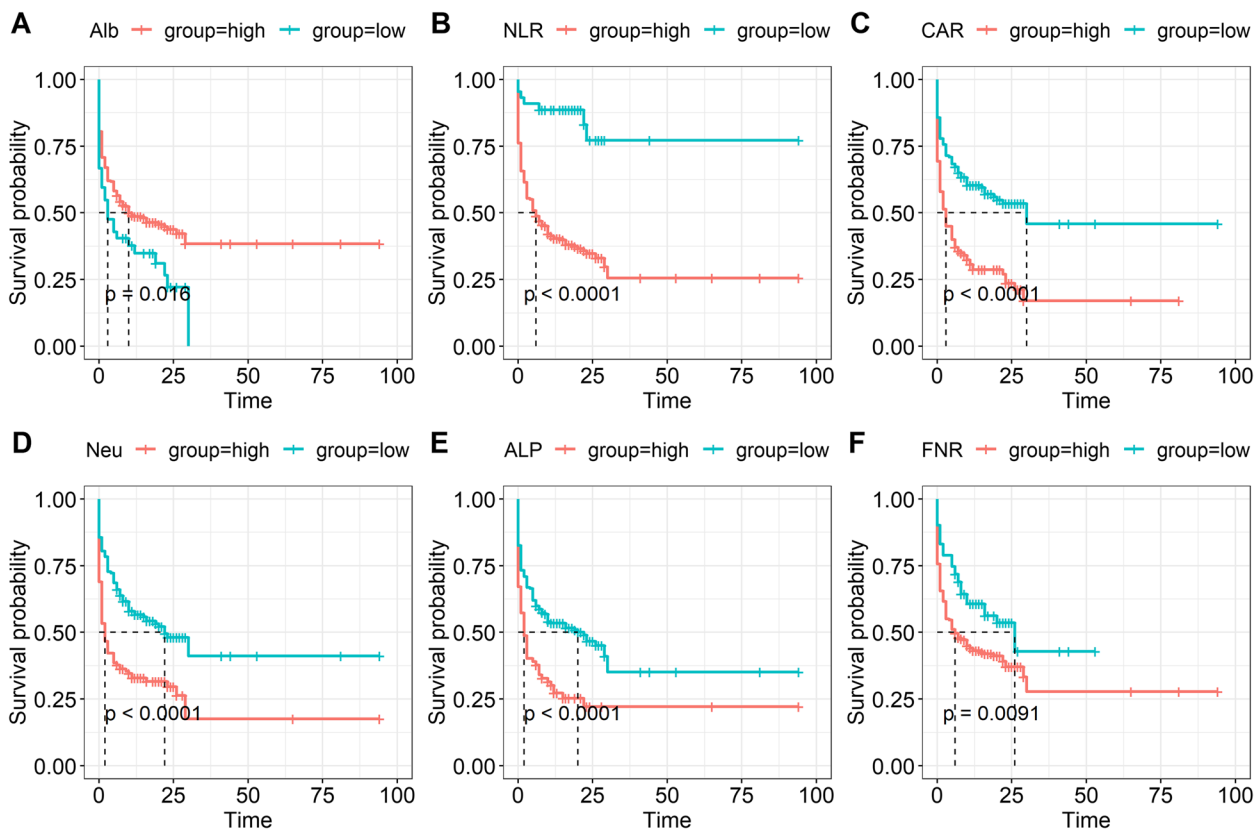 A Alb group=high group=low B NLR group=high group=low C CAR group=high group=low
1.00 1.00 1.00
0.75 0.75 0.75
0.50 0.50 0.50
0.25 0.25 0.25
p = 0.016 p < 0.0001 p < 0.0001
0.00 0.00 0.00
Survival probability Survival probability Survival probability
0 25 50 75 100 0 25 50 75 100 0 25 50 75 100
Time Time Time
D Neu group=high group=low E ALP group=high group=low F FNR group=high group=low
1.00 1.00 1.00
0.75 0.75 0.75
0.50 0.50 0.50
0.25 0.25 0.25
p < 0.0001 p < 0.0001 p = 0.0091
0.00 0.00 0.00
Survival probability Survival probability Survival probability
0 25 50 75 100 0 25 50 75 100 0 25 50 75 100
Time Time Time